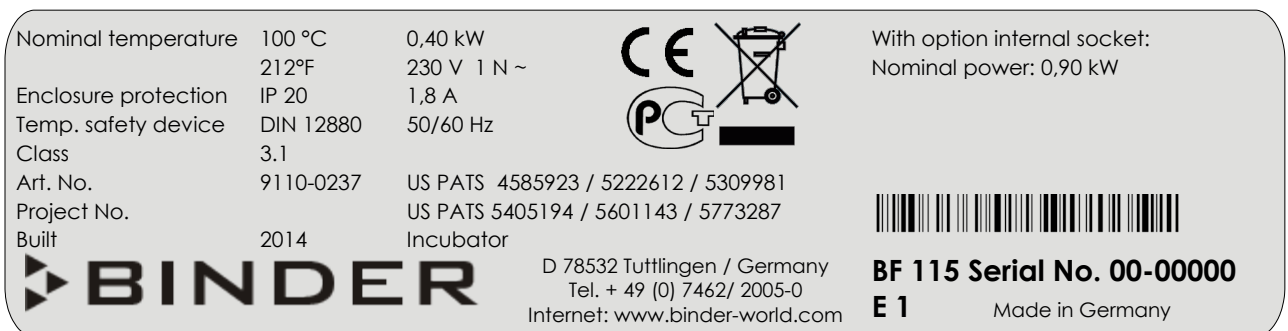 Nominal temperature 100 °C 0,40 kW
212°F 230 V 1 N ~
Enclosure protection IP 20 1,8 A
Temp. safety device DIN 12880 50/60 Hz
Class 3.1
Art. No. 9110-0237 US PATS 4585923 / 5222612 / 5309981
Project No. US PATS 5405194 / 5601143 / 5773287
Built 2014 Incubator
BINDER
D 78532 Tuttlingen / Germany
Tel. + 49 (0) 7462/ 2005-0
Internet: www.binder-world.com
CE
PCT
With option internal socket:
Nominal power: 0,90 kW
BF 115 Serial No. 00-00000
E 1 Made in Germany